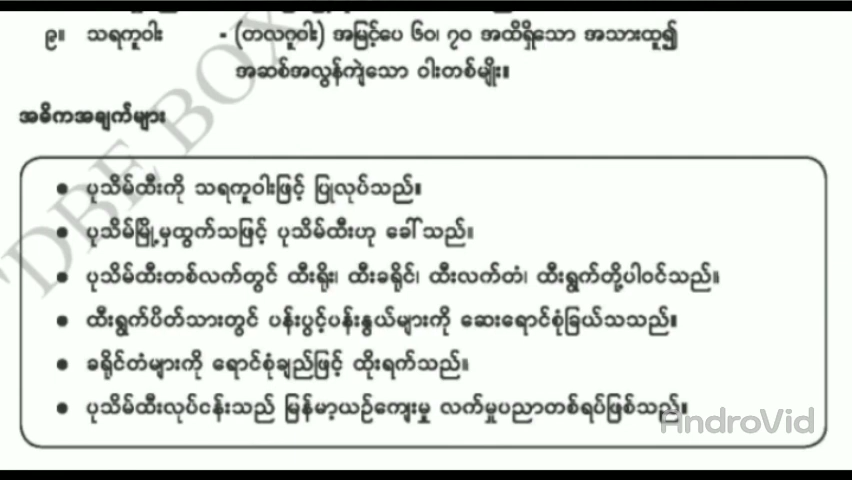 ၉။ သရက္ခဝါး - (တလဂူဝါး) အမြင့်ပေ ၆၀၊ ၇၀ အထိရှိသော အသားထူ၍
အဆစ်အလွန်ကျဲသော ဝါးတစ်မျိုး။
အဓိကအချက်များ
• ပုသိမ်ထီးကို သရက္ခဝါးဖြင့် ပြုလုပ်သည်။
• ပုသိမ်မြို့မှထွက်သဖြင့် ပုသိမ်ထီးဟု ခေါ်သည်။
• ပုသိမ်ထီးတစ်လက်တွင် ထီးရိုး၊ ထီးခရိုင်၊ ထီးလက်တံ၊ ထီးရွက်တို့ပါဝင်သည်။
• ထီးရွက်ပိတ်သားတွင် ပန်းပွင့်ပန်းနွယ်များကို ဆေးရောင်စုံခြယ်သသည်။
• ခရိုင်တံများကို ရောင်စုံချည်ဖြင့် ထိုးရက်သည်။
• ပုသိမ်ထီးလုပ်ငန်းသည် မြန်မာ့ယဉ်ကျေးမှု လက်မှုပညာတစ်ရပ်ဖြစ်သည်။
AndroVid
DBE BOX